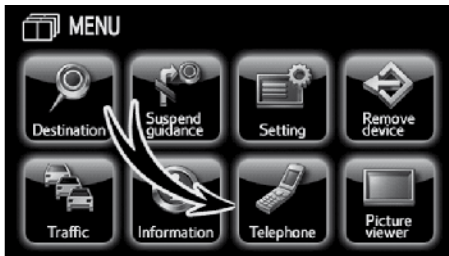 MENU
Destination
Suspend
guidance
Setting
Remove
device
Traffic
Information
Telephone
Picture
viewer